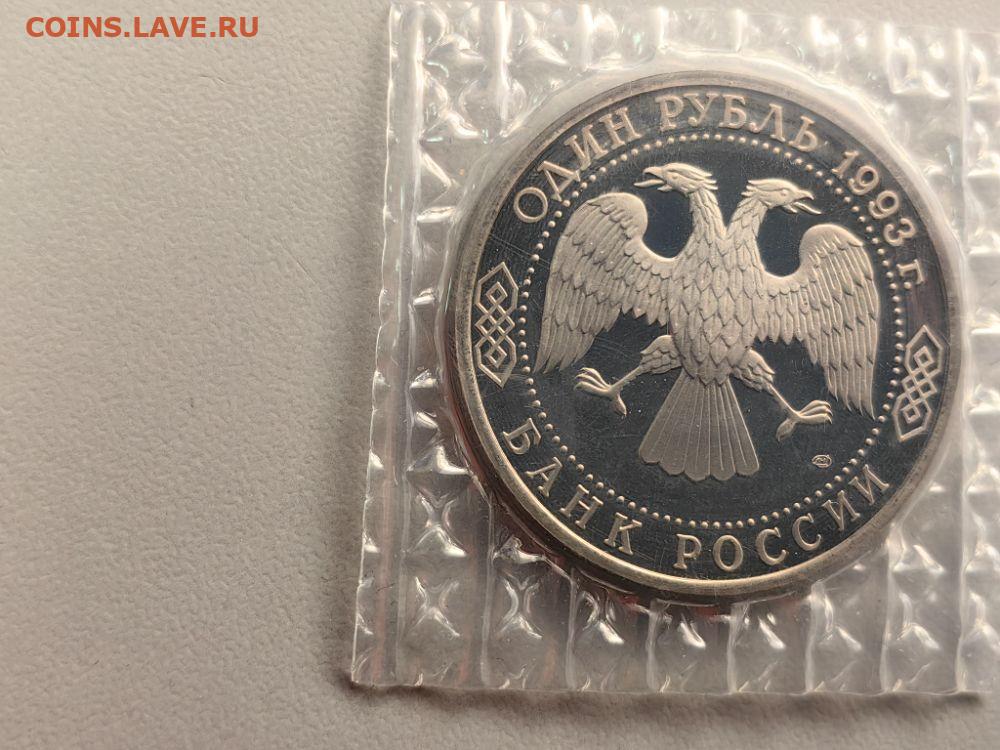 COINS.LAVE.RU
ОДИН РУБЛЬ 1993 г.
БАНК РОССИИ